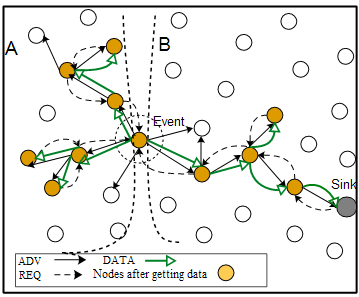 A
B
Event
Sink
ADV DATA
REQ Nodes after getting data